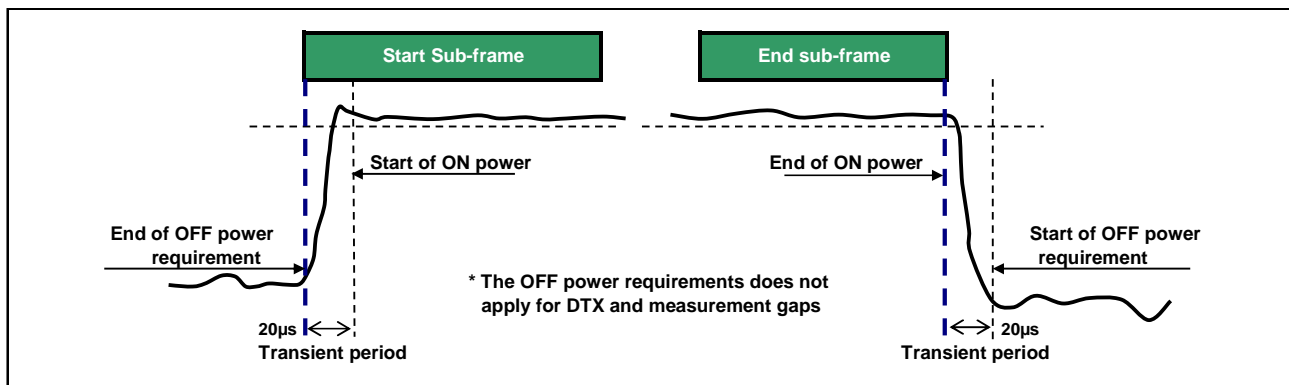 Start Sub-frame
End sub-frame
Start of ON power
End of ON power
End of OFF power
requirement
Start of OFF power
requirement
* The OFF power requirements does not
apply for DTX and measurement gaps
20µs
Transient period
20µs
Transient period